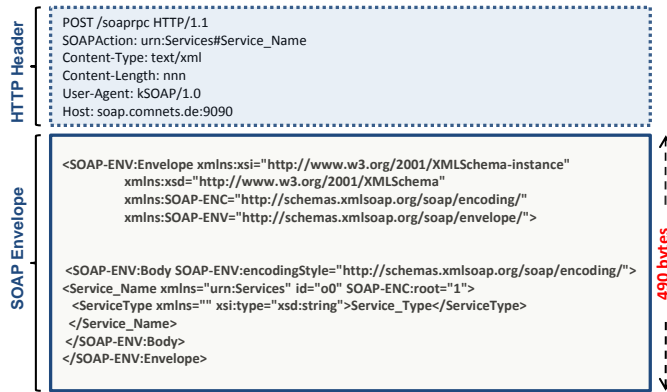 HTTP Header
POST /soaprpc HTTP/1.1
SOAPAction: urn:Services#Service_Name
Content-Type: text/xml
Content-Length: nnn
User-Agent: kSOAP/1.0
Host: soap.comnets.de:9090
SOAP Envelope
<SOAP-ENV:Envelope xmlns:xsi="http://www.w3.org/2001/XMLSchema-instance"
xmlns:xsd="http://www.w3.org/2001/XMLSchema"
xmlns:SOAP-ENC="http://schemas.xmlsoap.org/soap/encoding/"
xmlns:SOAP-ENV="http://schemas.xmlsoap.org/soap/envelope/">
<SOAP-ENV:Body SOAP-ENV:encodingStyle="http://schemas.xmlsoap.org/soap/encoding/">
<Service_Name xmlns="urn:Services" id="o0" SOAP-ENC:root="1">
<ServiceType xmlns="" xsi:type="xsd:string">Service_Type</ServiceType>
</Service_Name>
</SOAP-ENV:Body>
</SOAP-ENV:Envelope>
490 bytes